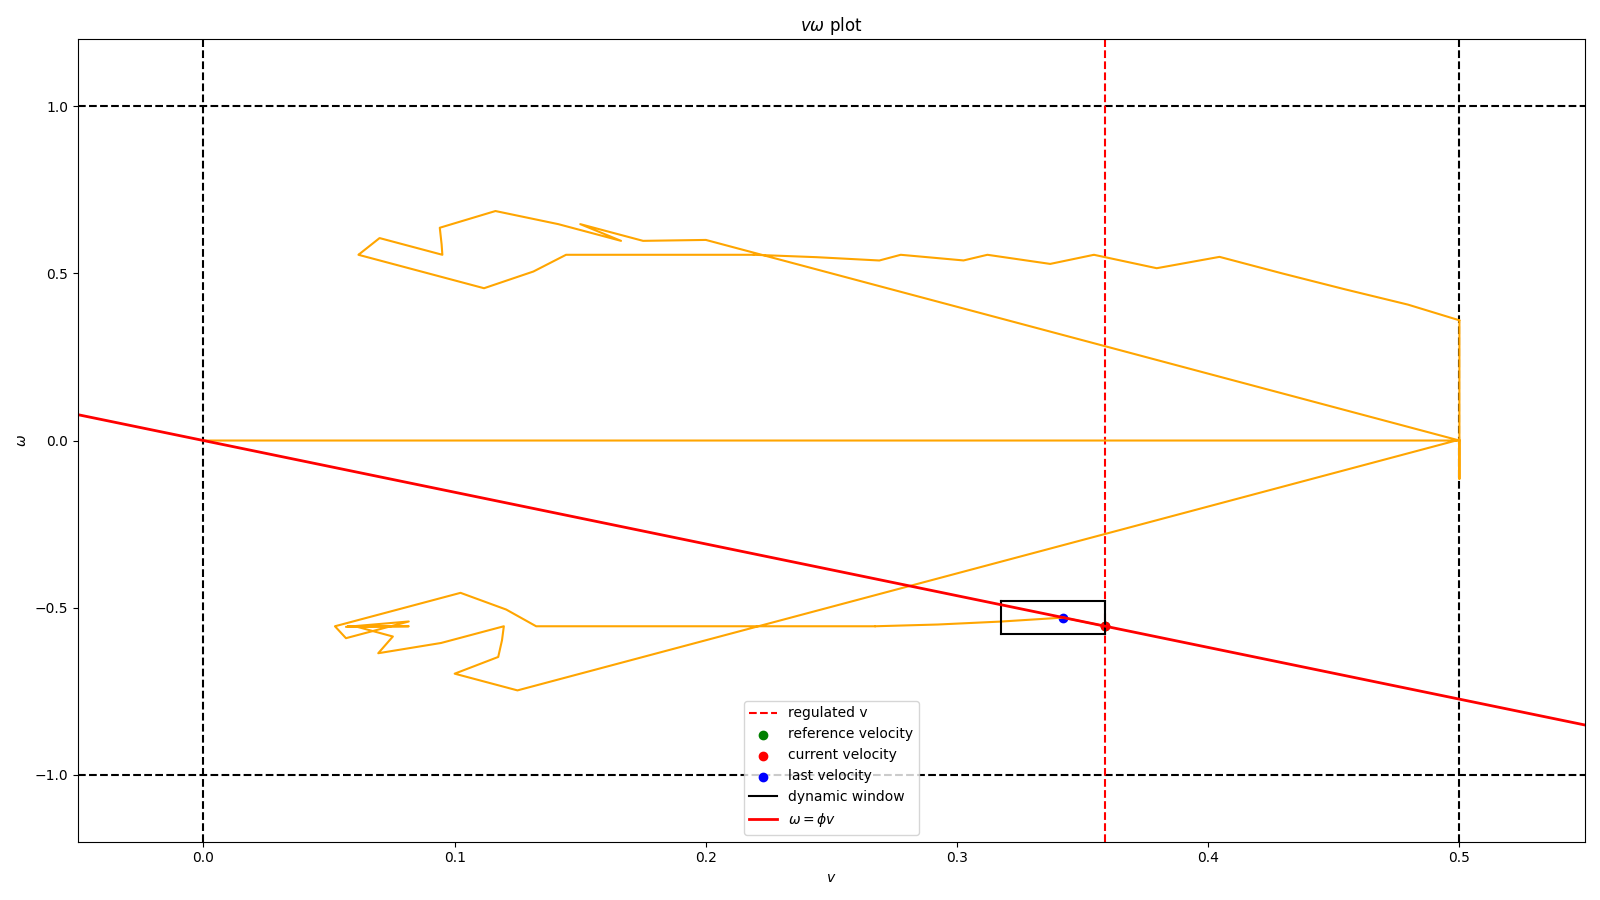 vω plot
1.0
0.5
0.0
−0.5
−1.0
ω
0.0
0.1
0.2
0.3
0.4
0.5
v
regulated v
reference velocity
current velocity
last velocity
dynamic window
ω = ϕv